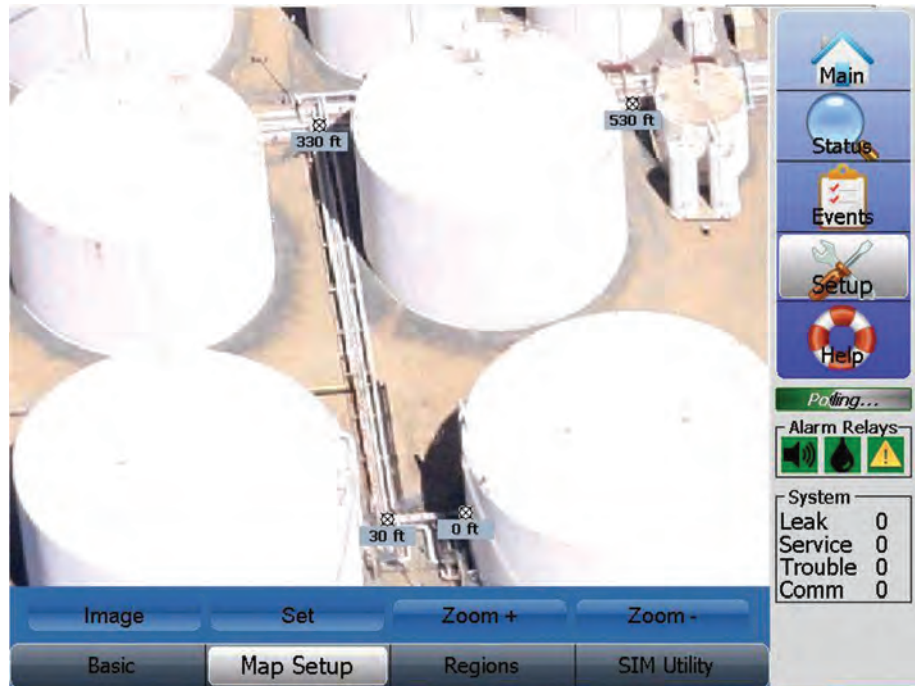 330 ft
530 ft
30 ft
0 ft
Main
Status
Events
Setup
Help
Polling...
Alarm Relays
System
Leak 0
Service 0
Trouble 0
Comm 0
Image Set Zoom + Zoom -
Basic Map Setup Regions SIM Utility